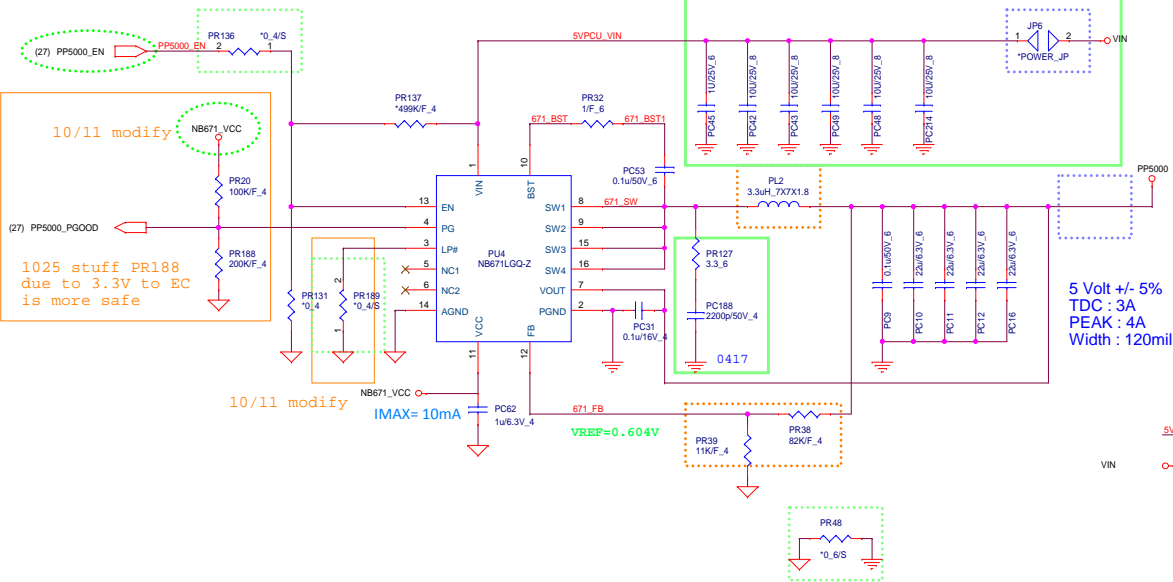 PR136
*0_4/S
(27) PP5000_EN
PP5000_EN
2
1
5VPCU_VIN
JP6
1
2
*POWER_JP
VIN
1U/25V_6
10U/25V_8
10U/25V_8
10U/25V_8
10U/25V_8
10U/25V_8
PC45
PC42
PC43
PC49
PC48
PC214
PR137
*499K/F_4
PR32
1/F_6
671_BST
671_BST1
10/11 modify
NB671_VCC
PR20
100K/F_4
(27) PP5000_PGOOD
PR188
200K/F_4
1025 stuff PR188
due to 3.3V to EC
is more safe
PC53
0.1u/50V_6
PL2
3.3uH_7X7X1.8
PP5000
1
10
VIN
BST
13
EN
4
PG
3
LP#
5
NC1
6
NC2
14
AGND
VCC
FB
11
12
PU4
NB671LGQ-Z
SW1
8
671_SW
SW2
9
SW3
15
SW4
16
VOUT
7
PGND
2
PR131
*0_4
2
PR189
*0_4/S
1
PR127
3.3_6
PC188
2200p/50V_4
0417
PC31
0.1u/16V_4
0.1u/50V_6
22u/6.3V_6
22u/6.3V_6
22u/6.3V_6
22u/6.3V_6
PC9
PC10
PC11
PC12
PC16
5 Volt +/- 5%
TDC : 3A
PEAK : 4A
Width : 120mil
10/11 modify
NB671_VCC
IMAX= 10mA
PC62
1u/6.3V_4
671_FB
VREF=0.604V
PR39
11K/F_4
PR38
82K/F_4
5V
VIN
PR48
*0_6/S